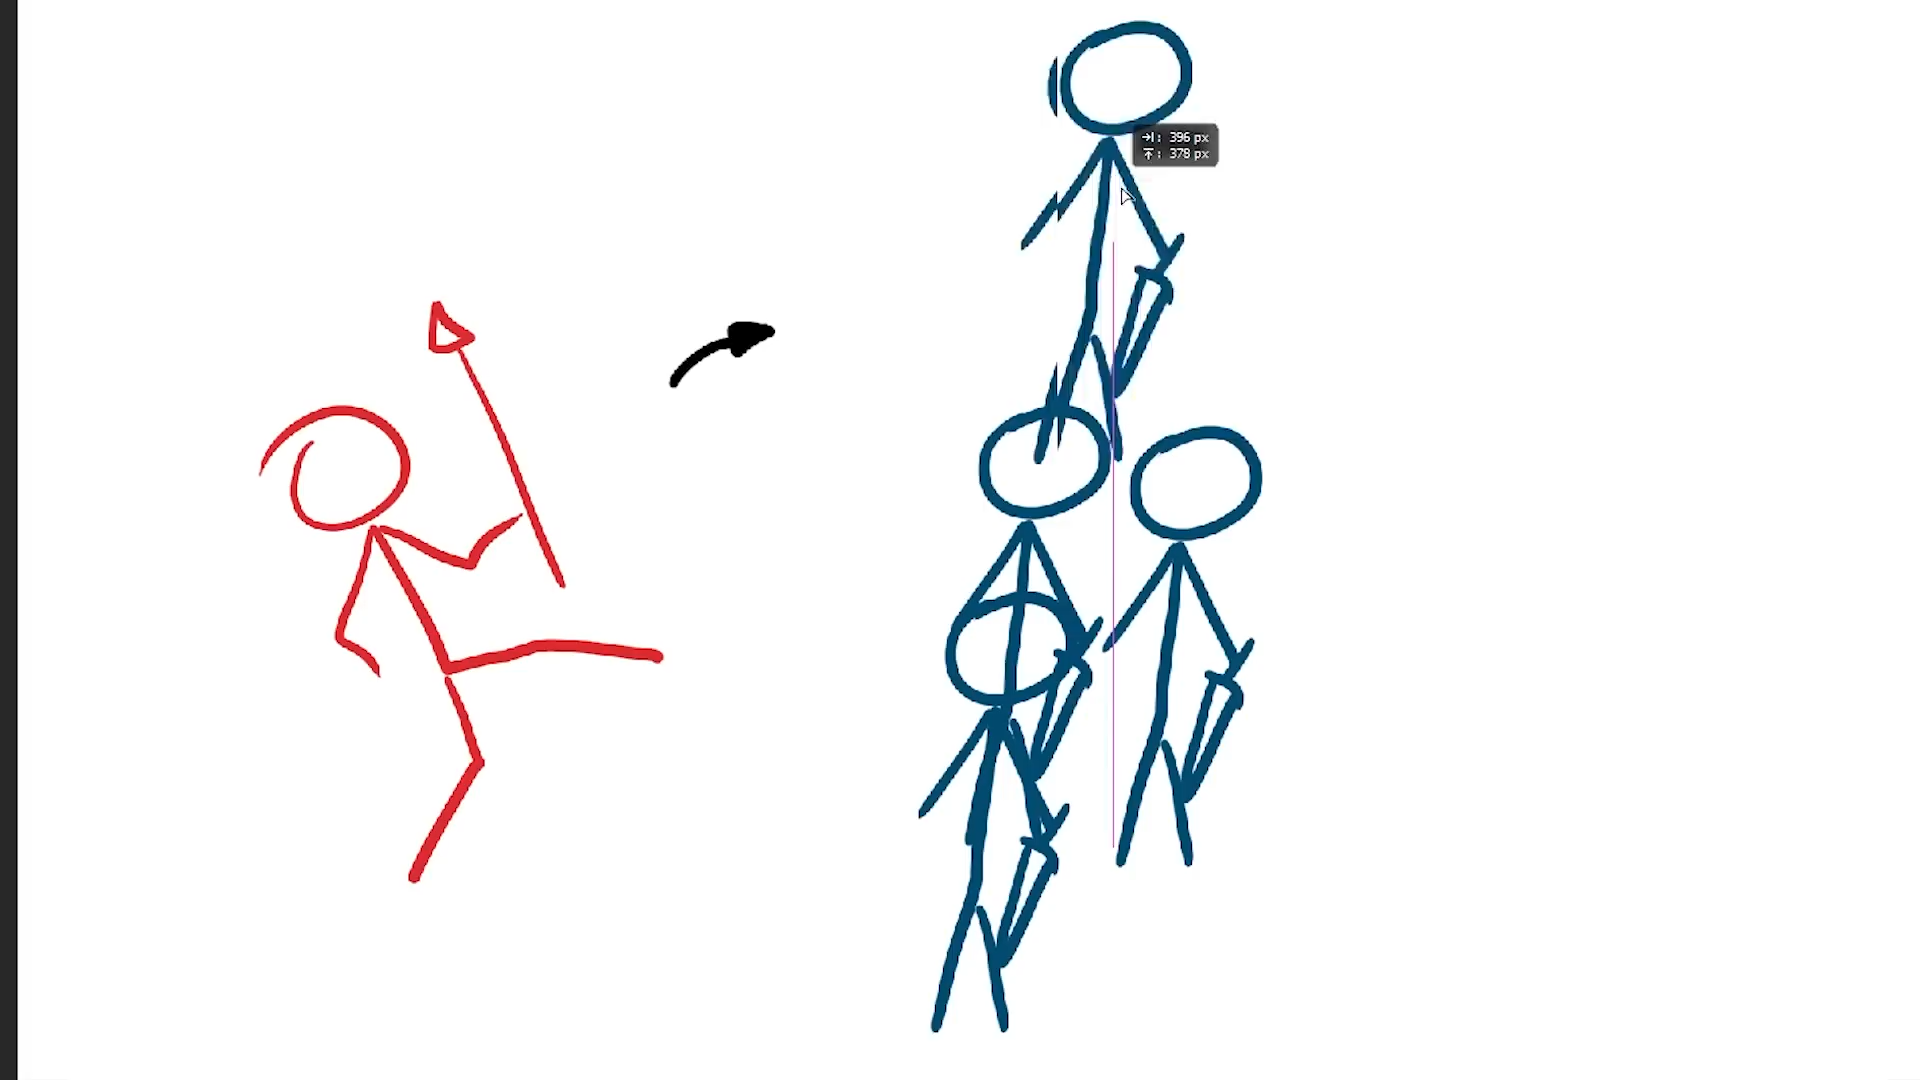 →I : 396 px
⤒ : 378 px